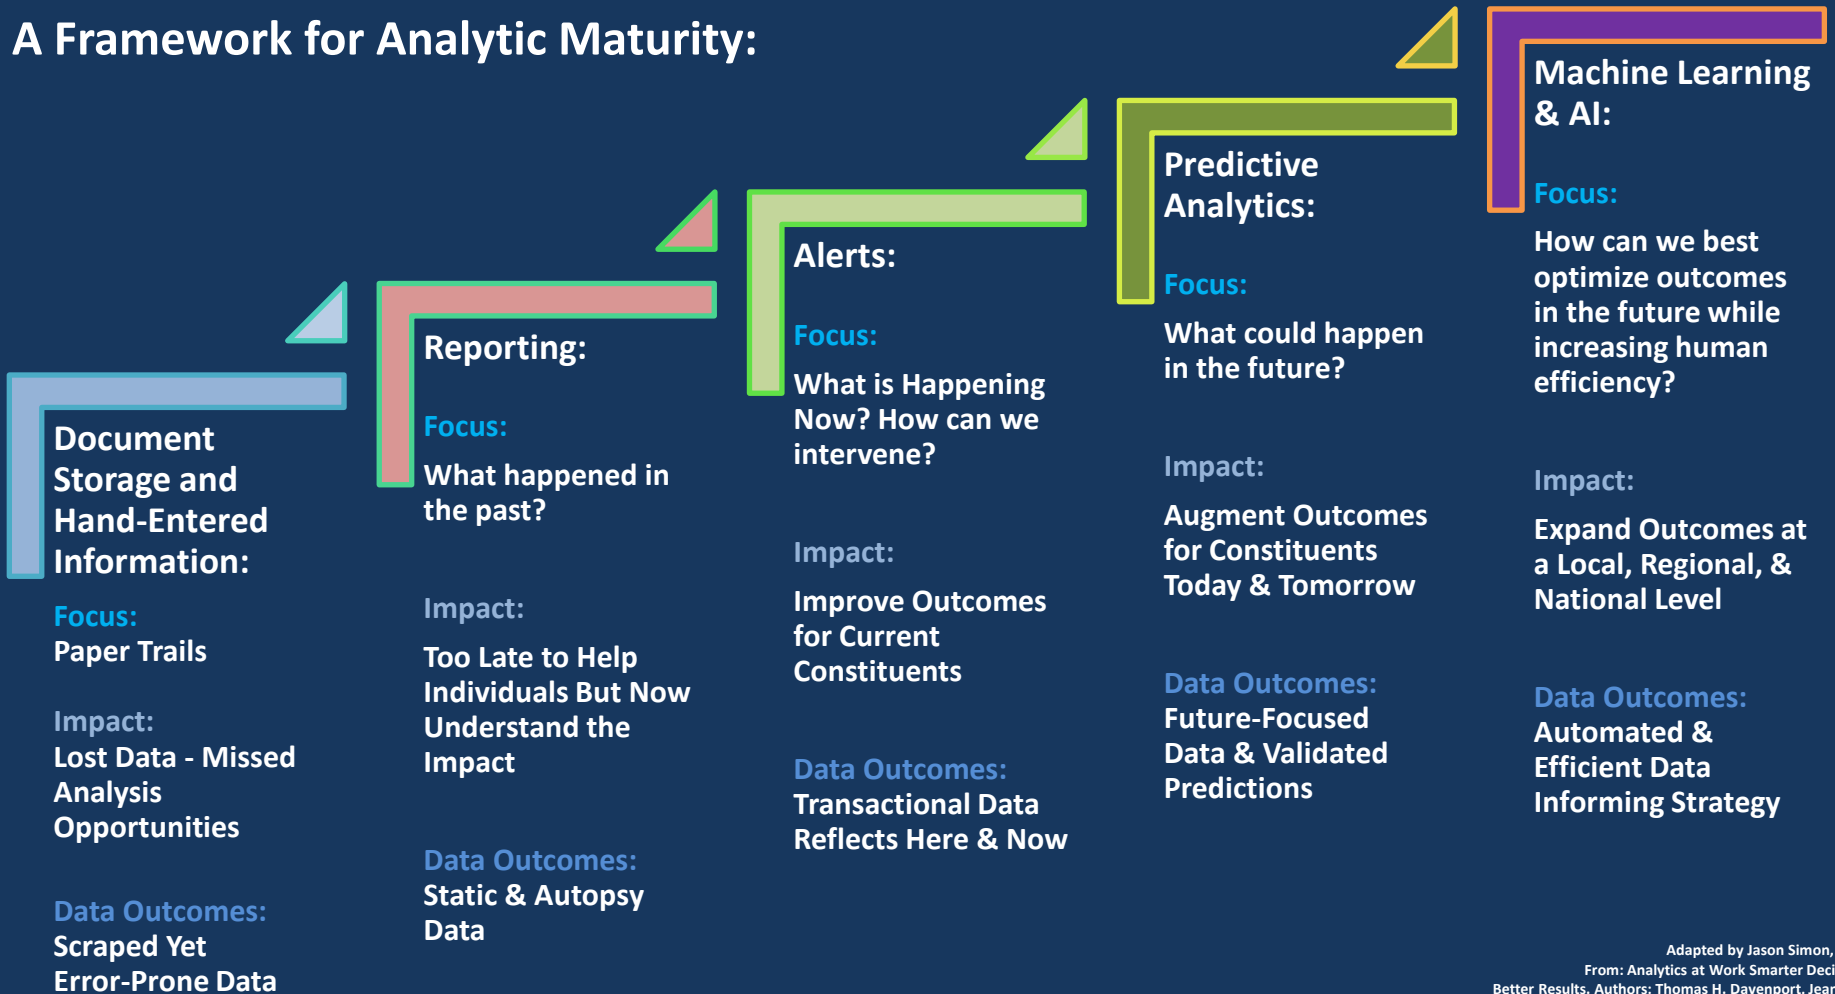 A Framework for Analytic Maturity:
Document
Storage and
Hand-Entered
Information:
Focus:
Paper Trails
Impact:
Lost Data - Missed
Analysis
Opportunities
Data Outcomes:
Scraped Yet
Error-Prone Data
Reporting:
Focus:
What happened in
the past?
Impact:
Too Late to Help
Individuals But Now
Understand the
Impact
Data Outcomes:
Static & Autopsy
Data
Alerts:
Focus:
What is Happening
Now? How can we
intervene?
Impact:
Improve Outcomes
for Current
Constituents
Data Outcomes:
Transactional Data
Reflects Here & Now
Predictive
Analytics:
Focus:
What could happen
in the future?
Impact:
Augment Outcomes
for Constituents
Today & Tomorrow
Data Outcomes:
Future-Focused
Data & Validated
Predictions
Machine Learning
& AI:
Focus:
How can we best
optimize outcomes
in the future while
increasing human
efficiency?
Impact:
Expand Outcomes at
a Local, Regional, &
National Level
Data Outcomes:
Automated &
Efficient Data
Informing Strategy
Adapted by Jason Simon,
From: Analytics at Work Smarter Deci
Better Results. Authors: Thomas H. Davenport, Jean